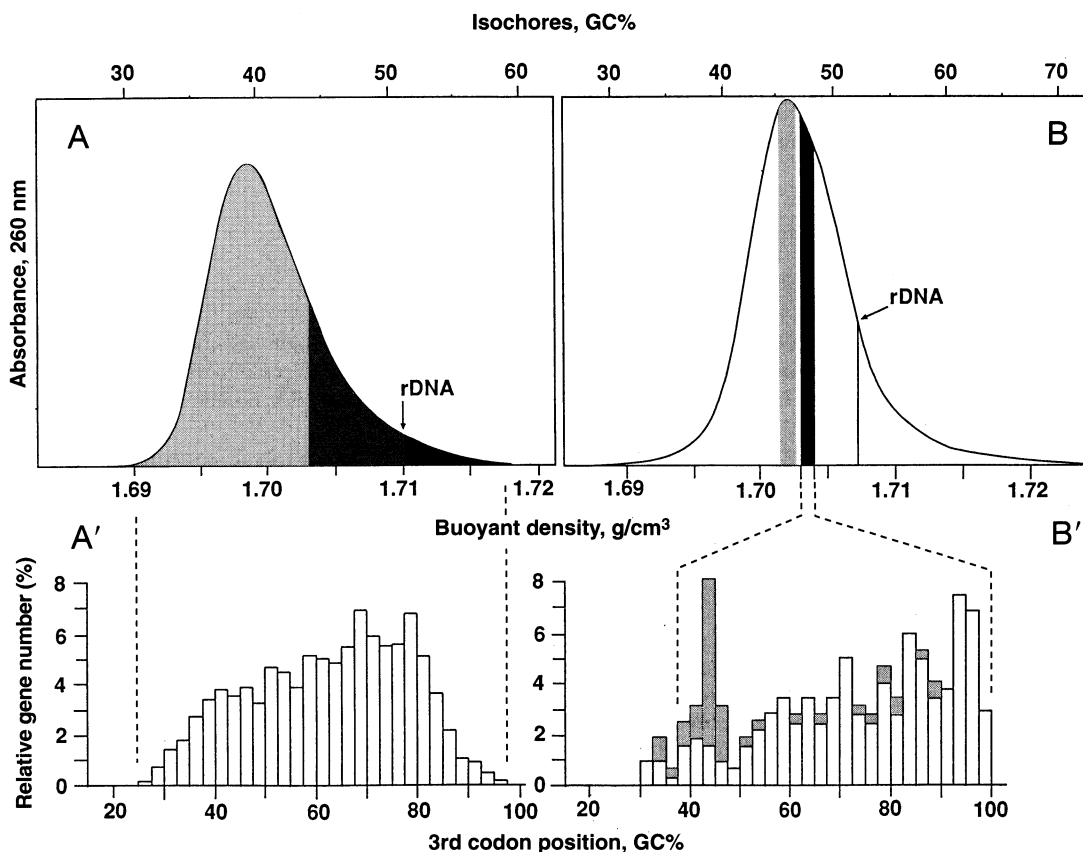 Isochores, GC%
30 40 50 60 30 40 50 60 70
A B
Absorbance, 260 nm
rDNA
rDNA
1.69 1.70 1.71 1.72 1.69 1.70 1.71 1.72
Buoyant density, g/cm³
A′ B′
Relative gene number (%)
8 8
6 6
4 4
2 2
0 0
20 40 60 80 100 20 40 60 80 100
3rd codon position, GC%